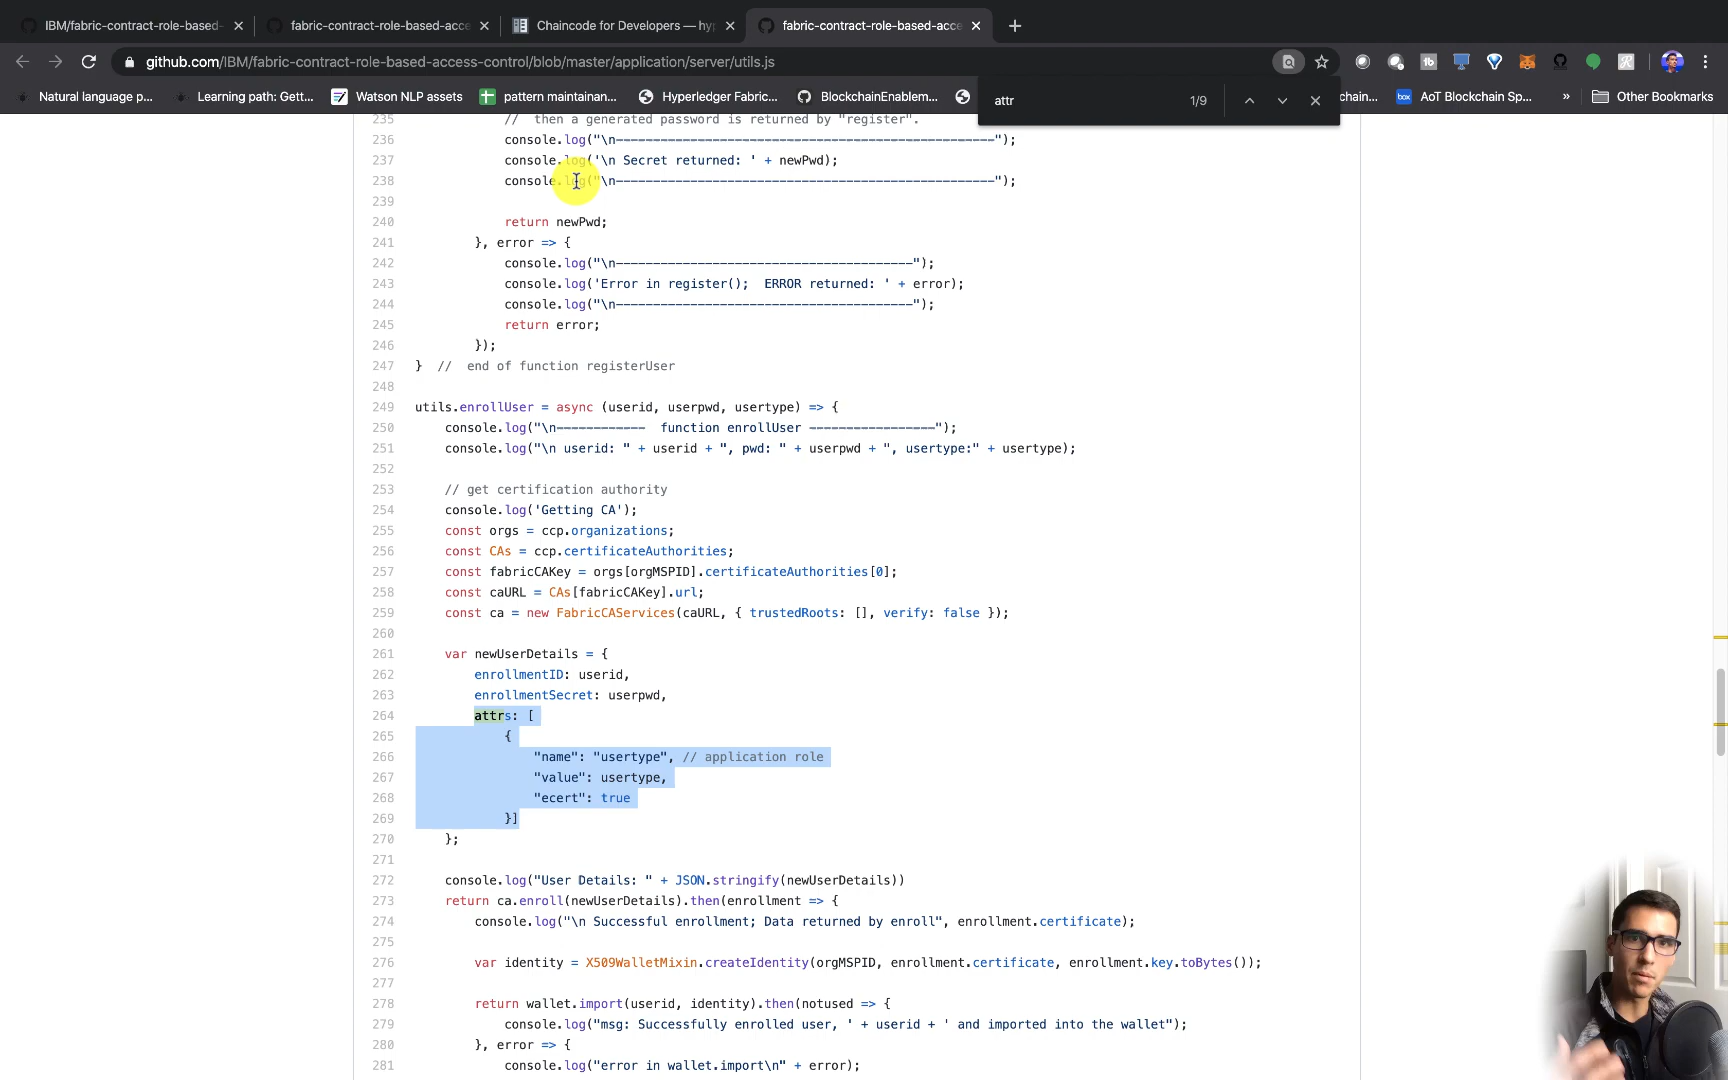 IBM/fabric-contract-role-based-
fabric-contract-role-based-acce
Chaincode for Developers — hyp
fabric-contract-role-based-acce
github.com/IBM/fabric-contract-role-based-access-control/blob/master/application/server/utils.js
Natural language p...
Learning path: Gett...
Watson NLP assets
pattern maintainan...
Hyperledger Fabric...
BlockchainEnablem...
chain...
box
AoT Blockchain Sp...
»
Other Bookmarks
attr
1/9
235 // then a generated password is returned by "register".
236 console.log("\n---------------------------------------------------");
237 console.log('\n Secret returned: ' + newPwd);
238 console.log("\n---------------------------------------------------");
239
240 return newPwd;
241 }, error => {
242 console.log("\n----------------------------------------");
243 console.log('Error in register();  ERROR returned: ' + error);
244 console.log("\n----------------------------------------");
245 return error;
246 });
247 }  //  end of function registerUser
248
249 utils.enrollUser = async (userid, userpwd, usertype) => {
250 console.log("\n------------  function enrollUser -----------------");
251 console.log("\n userid: " + userid + ", pwd: " + userpwd + ", usertype:" + usertype);
252
253 // get certification authority
254 console.log('Getting CA');
255 const orgs = ccp.organizations;
256 const CAs = ccp.certificateAuthorities;
257 const fabricCAKey = orgs[orgMSPID].certificateAuthorities[0];
258 const caURL = CAs[fabricCAKey].url;
259 const ca = new FabricCAServices(caURL, { trustedRoots: [], verify: false });
260
261 var newUserDetails = {
262 enrollmentID: userid,
263 enrollmentSecret: userpwd,
264 attrs: [
265 {
266 "name": "usertype", // application role
267 "value": usertype,
268 "ecert": true
269 }]
270 };
271
272 console.log("User Details: " + JSON.stringify(newUserDetails))
273 return ca.enroll(newUserDetails).then(enrollment => {
274 console.log("\n Successful enrollment; Data returned by enroll", enrollment.certificate);
275
276 var identity = X509WalletMixin.createIdentity(orgMSPID, enrollment.certificate, enrollment.key.toBytes());
277
278 return wallet.import(userid, identity).then(notused => {
279 console.log("msg: Successfully enrolled user, ' + userid + ' and imported into the wallet");
280 }, error => {
281 console.log("error in wallet.import\n" + error);